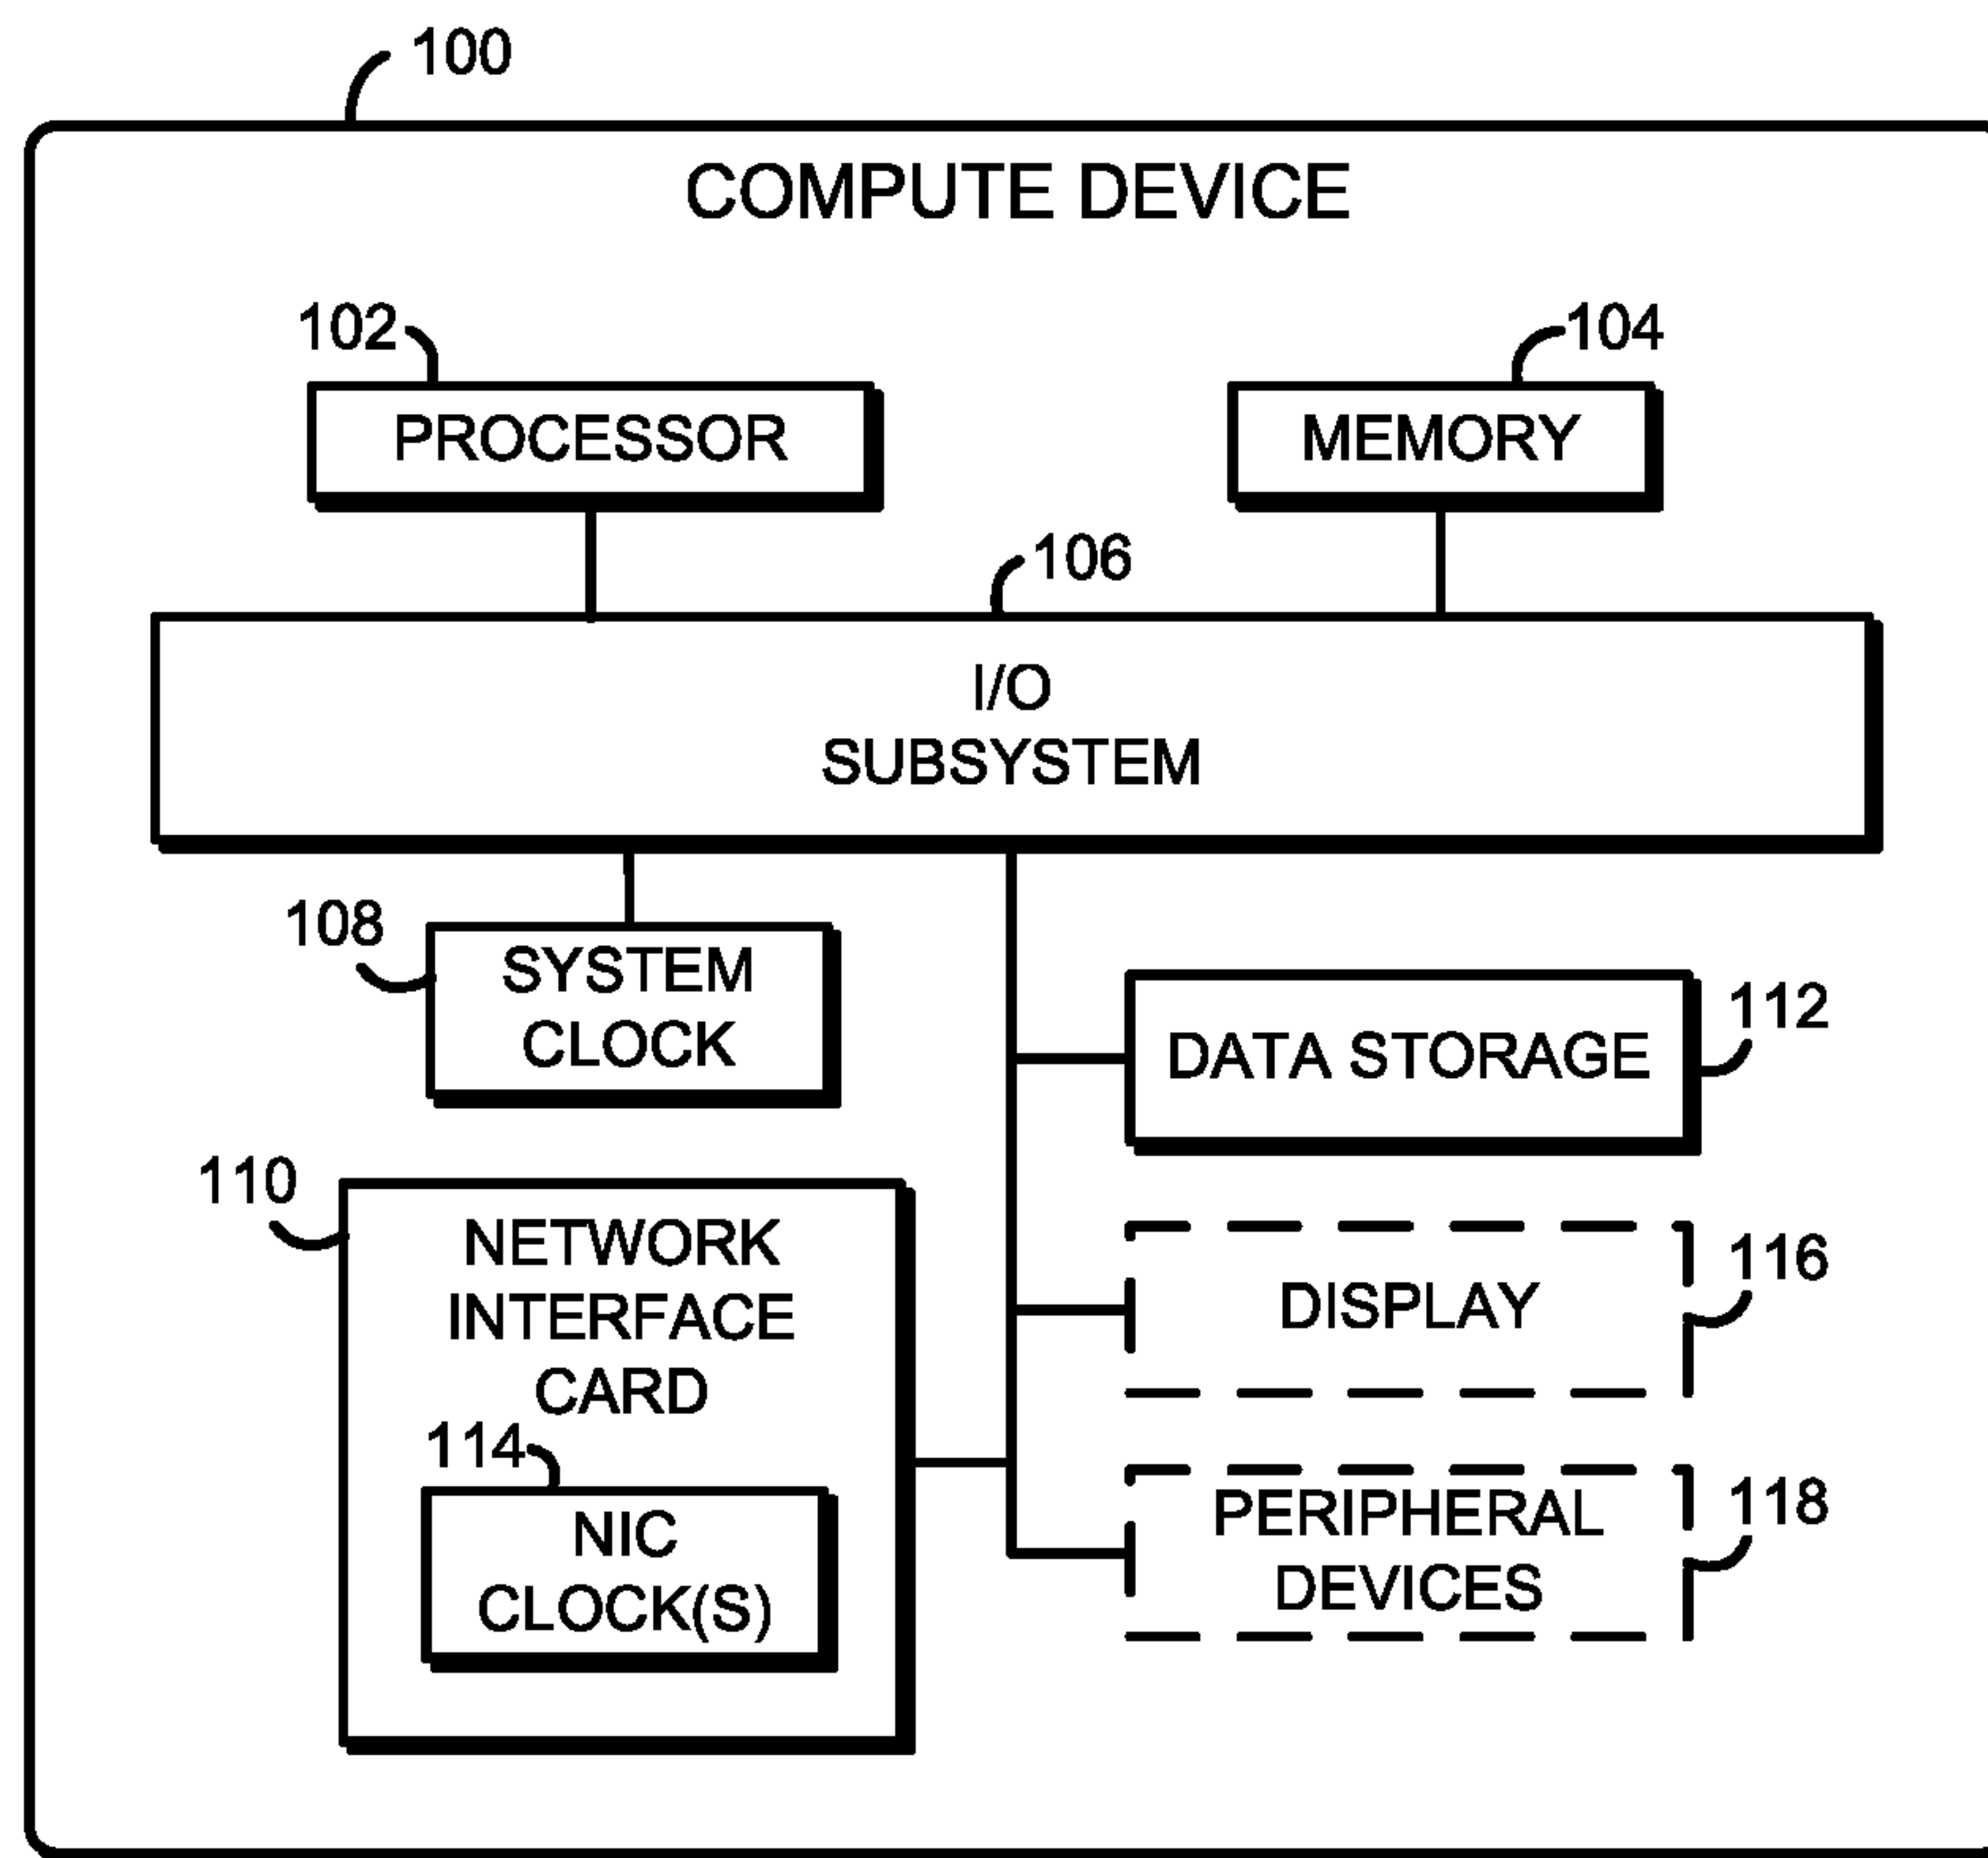 100
COMPUTE DEVICE
102
PROCESSOR
104
MEMORY
106
I/O
SUBSYSTEM
108
SYSTEM
CLOCK
112
DATA STORAGE
110
NETWORK
INTERFACE
CARD
114
NIC
CLOCK(S)
116
DISPLAY
118
PERIPHERAL
DEVICES